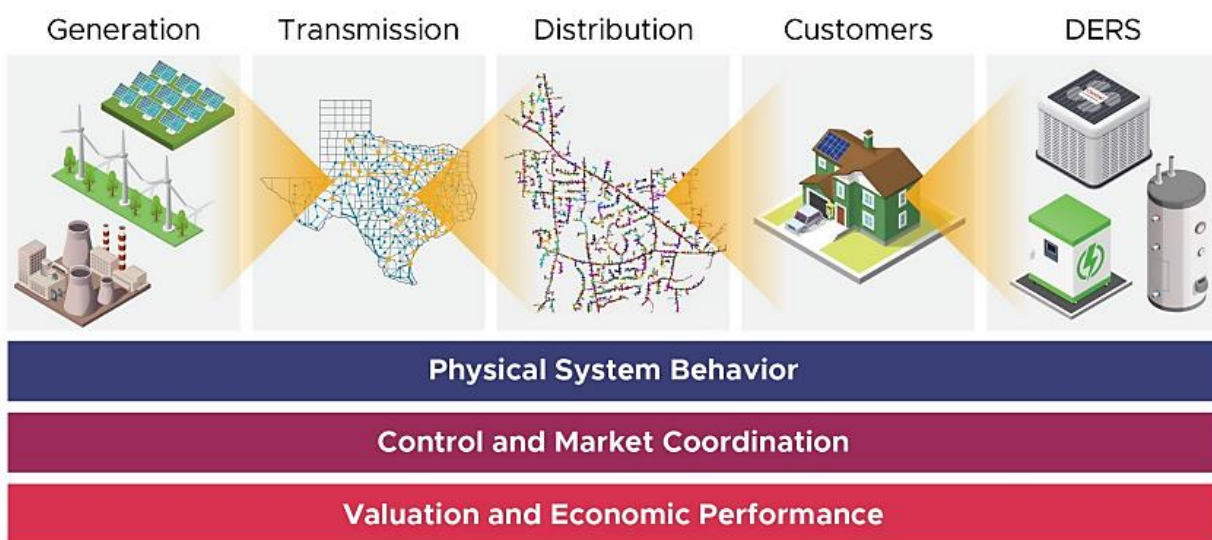 Generation
Transmission
Distribution
Customers
DERS
Physical System Behavior
Control and Market Coordination
Valuation and Economic Performance